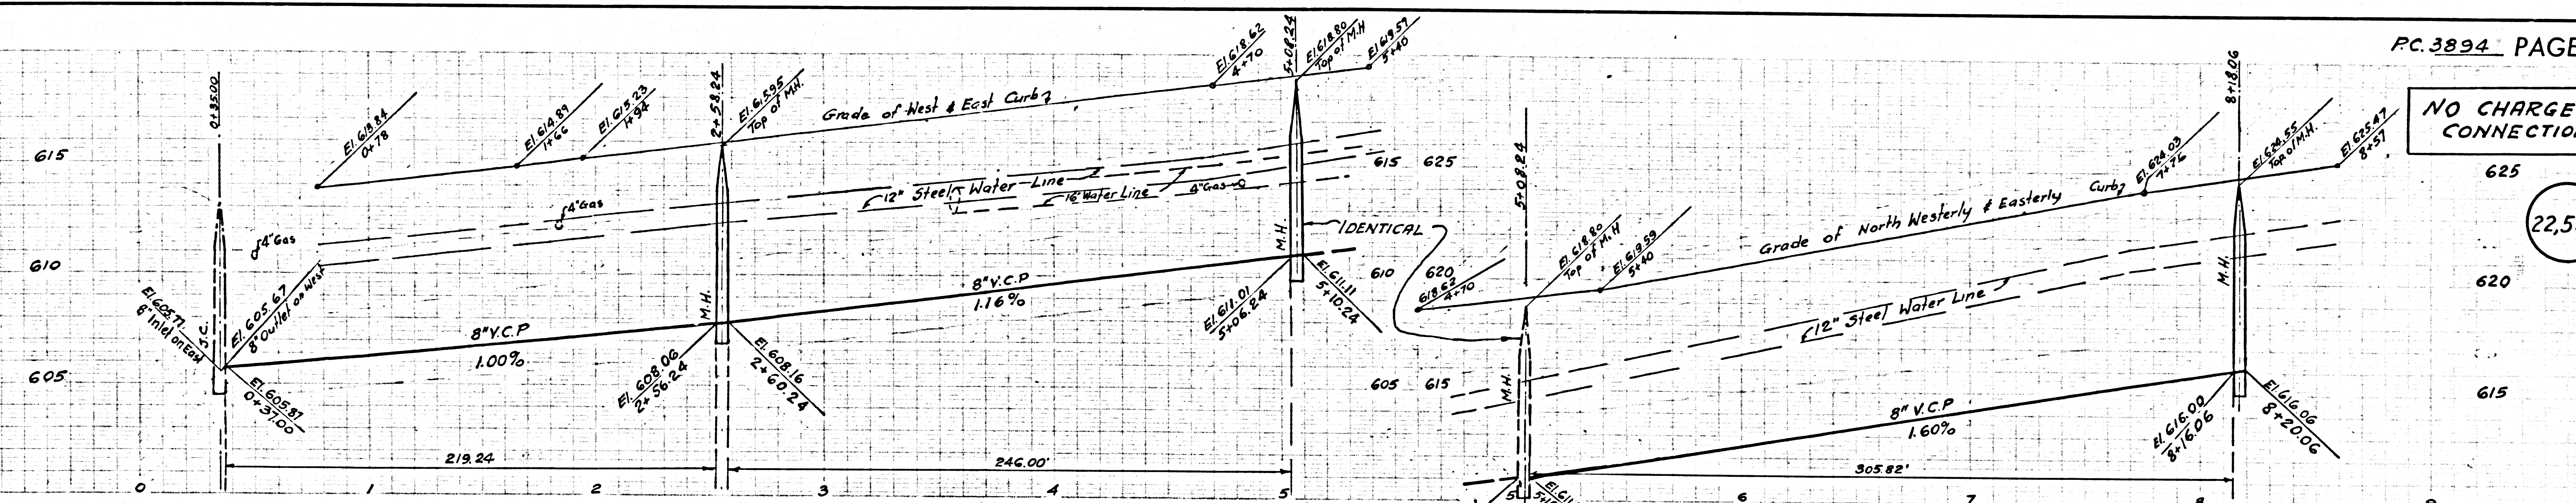 P.C. 3894 PAGE
NO CHARGE
CONNECTION
22,5
0+35.00
El. 613.84
0+78
El. 614.89
1+66
El. 615.23
1+94
2+58.24
El. 615.95
Top of M.H.
Grade of West & East Curb
El. 618.62
4+70
5+08.24
El. 618.80
Top of M.H
El. 619.59
5+40
615
610
605
4" Gas
4" Gas
12" Steel Water Line
16" Water Line
4" Gas
IDENTICAL
El. 605.77
6" Inlet on East
J.C.
El. 605.67
8" Outlet on West
El. 605.87
0+37.00
8" V.C.P
1.00%
M.H.
El. 608.06
2+56.24
El. 608.16
2+60.24
8" V.C.P
1.16%
M.H.
El. 611.01
5+06.24
El. 611.11
5+10.24
219.24
246.00'
0 1 2 3 4 5
615 625
610 620
605 615
5+08.24
618.62
4+70
El. 618.80
Top of M.H
El. 619.59
5+40
Grade of North Westerly & Easterly Curb
El. 624.03
7+76
8+18.06
El. 624.55
Top of M.H.
El. 625.47
8+57
625
620
615
12" Steel Water Line
M.H.
8" V.C.P
1.60%
M.H.
El. 616.00
8+16.06
El. 616.06
8+20.06
305.82'
5 6 7 8 9